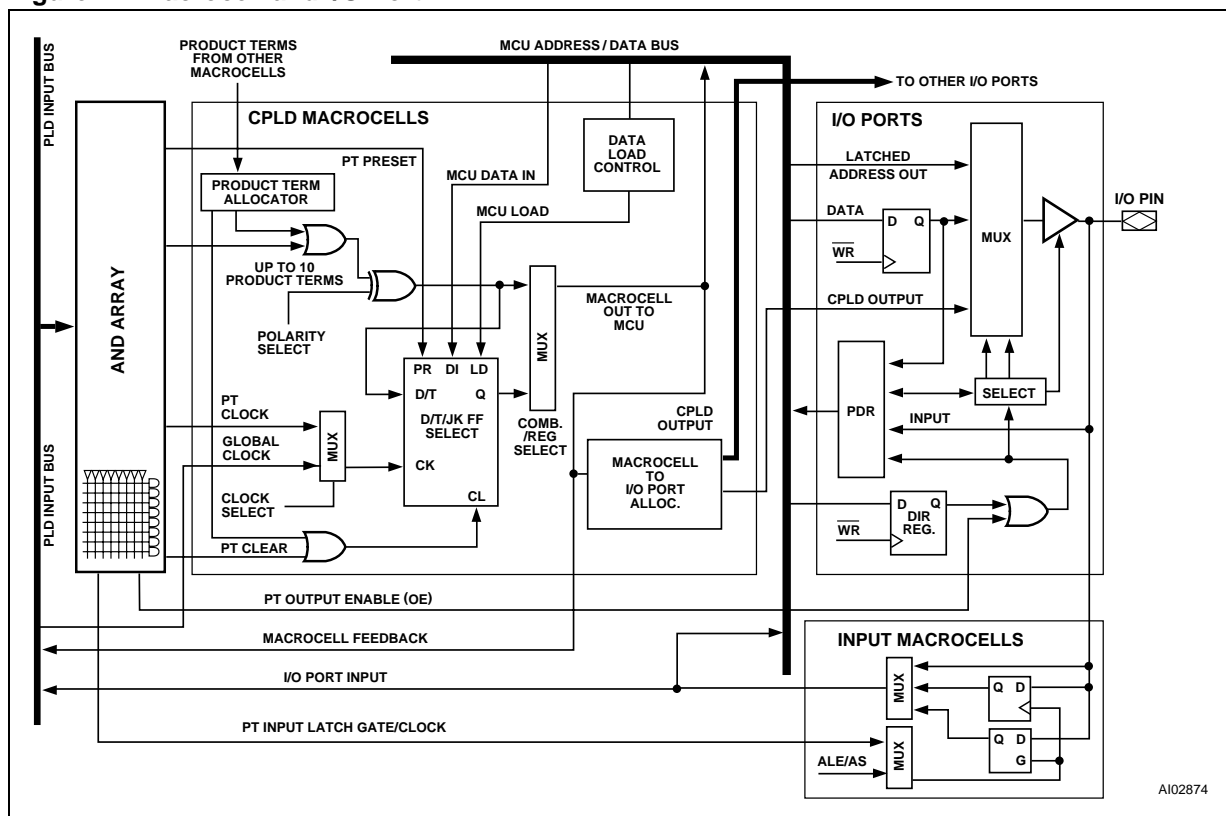 PLD INPUT BUS
PLD INPUT BUS
AND ARRAY
PRODUCT TERMS
FROM OTHER
MACROCELLS
MCU ADDRESS / DATA BUS
TO OTHER I/O PORTS
CPLD MACROCELLS
PT PRESET
PRODUCT TERM
ALLOCATOR
MCU DATA IN
MCU LOAD
DATA
LOAD
CONTROL
UP TO 10
PRODUCT TERMS
POLARITY
SELECT
MUX
MACROCELL
OUT TO
MCU
PR DI LD
D/T Q
D/T/JK FF
SELECT
CK
CL
COMB.
/REG
SELECT
PT
CLOCK
GLOBAL
CLOCK
MUX
CLOCK
SELECT
PT CLEAR
CPLD
OUTPUT
MACROCELL
TO
I/O PORT
ALLOC.
I/O PORTS
LATCHED
ADDRESS OUT
DATA
D Q
WR
MUX
I/O PIN
CPLD OUTPUT
PDR
SELECT
INPUT
D Q
DIR
REG.
WR
PT OUTPUT ENABLE (OE)
MACROCELL FEEDBACK
I/O PORT INPUT
PT INPUT LATCH GATE/CLOCK
INPUT MACROCELLS
MUX
Q D
Q D
G
MUX
ALE/AS
AI02874